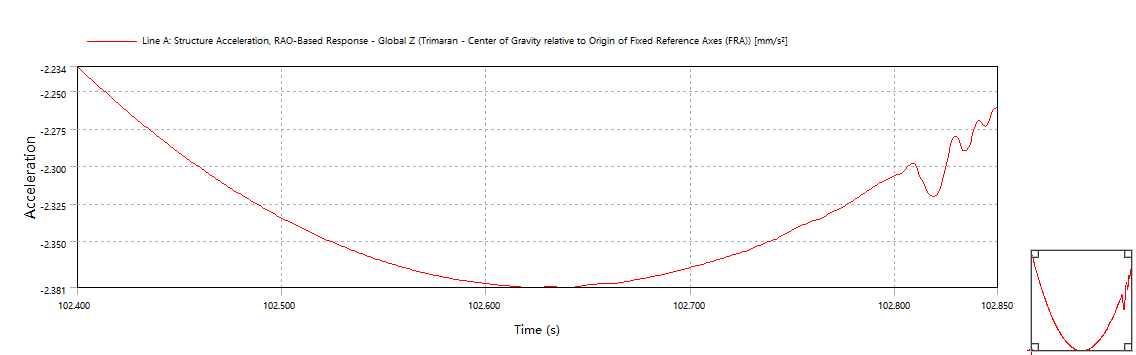 Line A: Structure Acceleration, RAO-Based Response - Global Z (Trimaran - Center of Gravity relative to Origin of Fixed Reference Axes (FRA)) [mm/s²]
-2.234
-2.250
-2.275
-2.300
-2.325
-2.350
-2.381
Acceleration
102.400 102.500 102.600 102.700 102.800 102.850
Time (s)